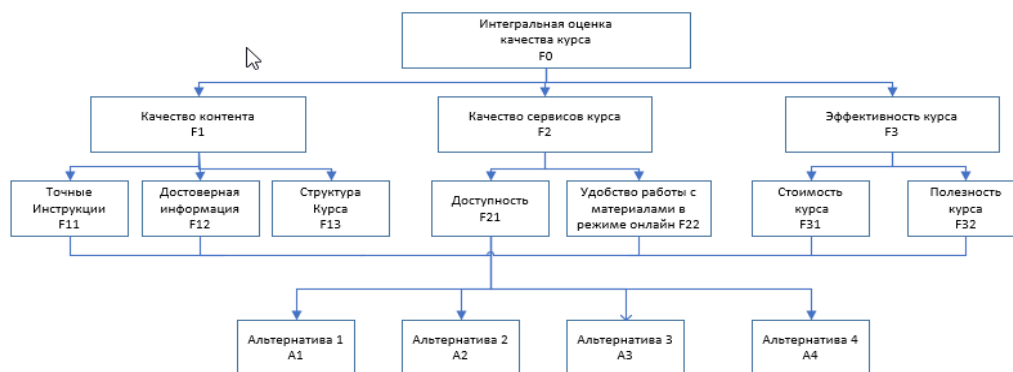 Интегральная оценка
качества курса
F0
Качество контента
F1
Качество сервисов курса
F2
Эффективность курса
F3
Точные
Инструкции
F11
Достоверная
информация
F12
Структура
Курса
F13
Доступность
F21
Удобство работы с
материалами в
режиме онлайн F22
Стоимость
курса
F31
Полезность
курса
F32
Альтернатива 1
A1
Альтернатива 2
A2
Альтернатива 3
A3
Альтернатива 4
A4